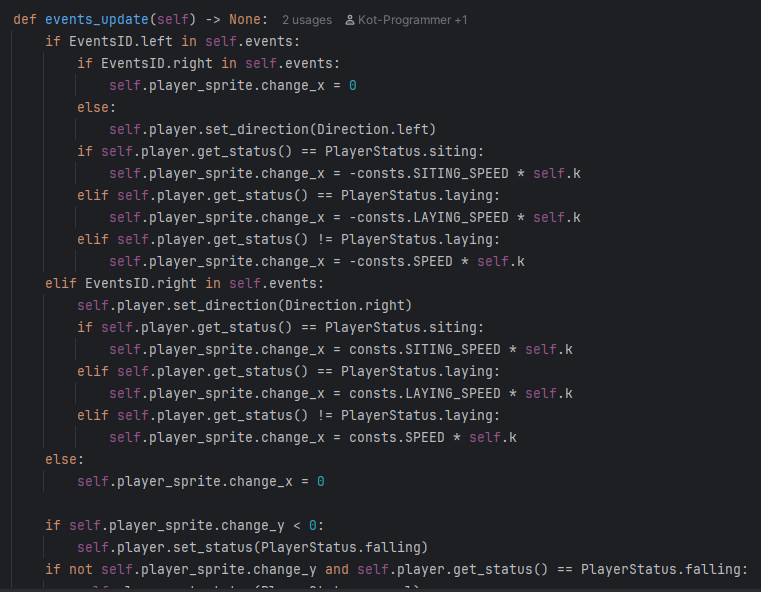 def events_update(self) -> None: 2 usages Kot-Programmer +1
    if EventsID.left in self.events:
        if EventsID.right in self.events:
            self.player_sprite.change_x = 0
        else:
            self.player.set_direction(Direction.left)
        if self.player.get_status() == PlayerStatus.siting:
            self.player_sprite.change_x = -consts.SITING_SPEED * self.k
        elif self.player.get_status() == PlayerStatus.laying:
            self.player_sprite.change_x = -consts.LAYING_SPEED * self.k
        elif self.player.get_status() != PlayerStatus.laying:
            self.player_sprite.change_x = -consts.SPEED * self.k
    elif EventsID.right in self.events:
        self.player.set_direction(Direction.right)
        if self.player.get_status() == PlayerStatus.siting:
            self.player_sprite.change_x = consts.SITING_SPEED * self.k
        elif self.player.get_status() == PlayerStatus.laying:
            self.player_sprite.change_x = consts.LAYING_SPEED * self.k
        elif self.player.get_status() != PlayerStatus.laying:
            self.player_sprite.change_x = consts.SPEED * self.k
    else:
        self.player_sprite.change_x = 0

    if self.player_sprite.change_y < 0:
        self.player.set_status(PlayerStatus.falling)
    if not self.player_sprite.change_y and self.player.get_status() == PlayerStatus.falling: